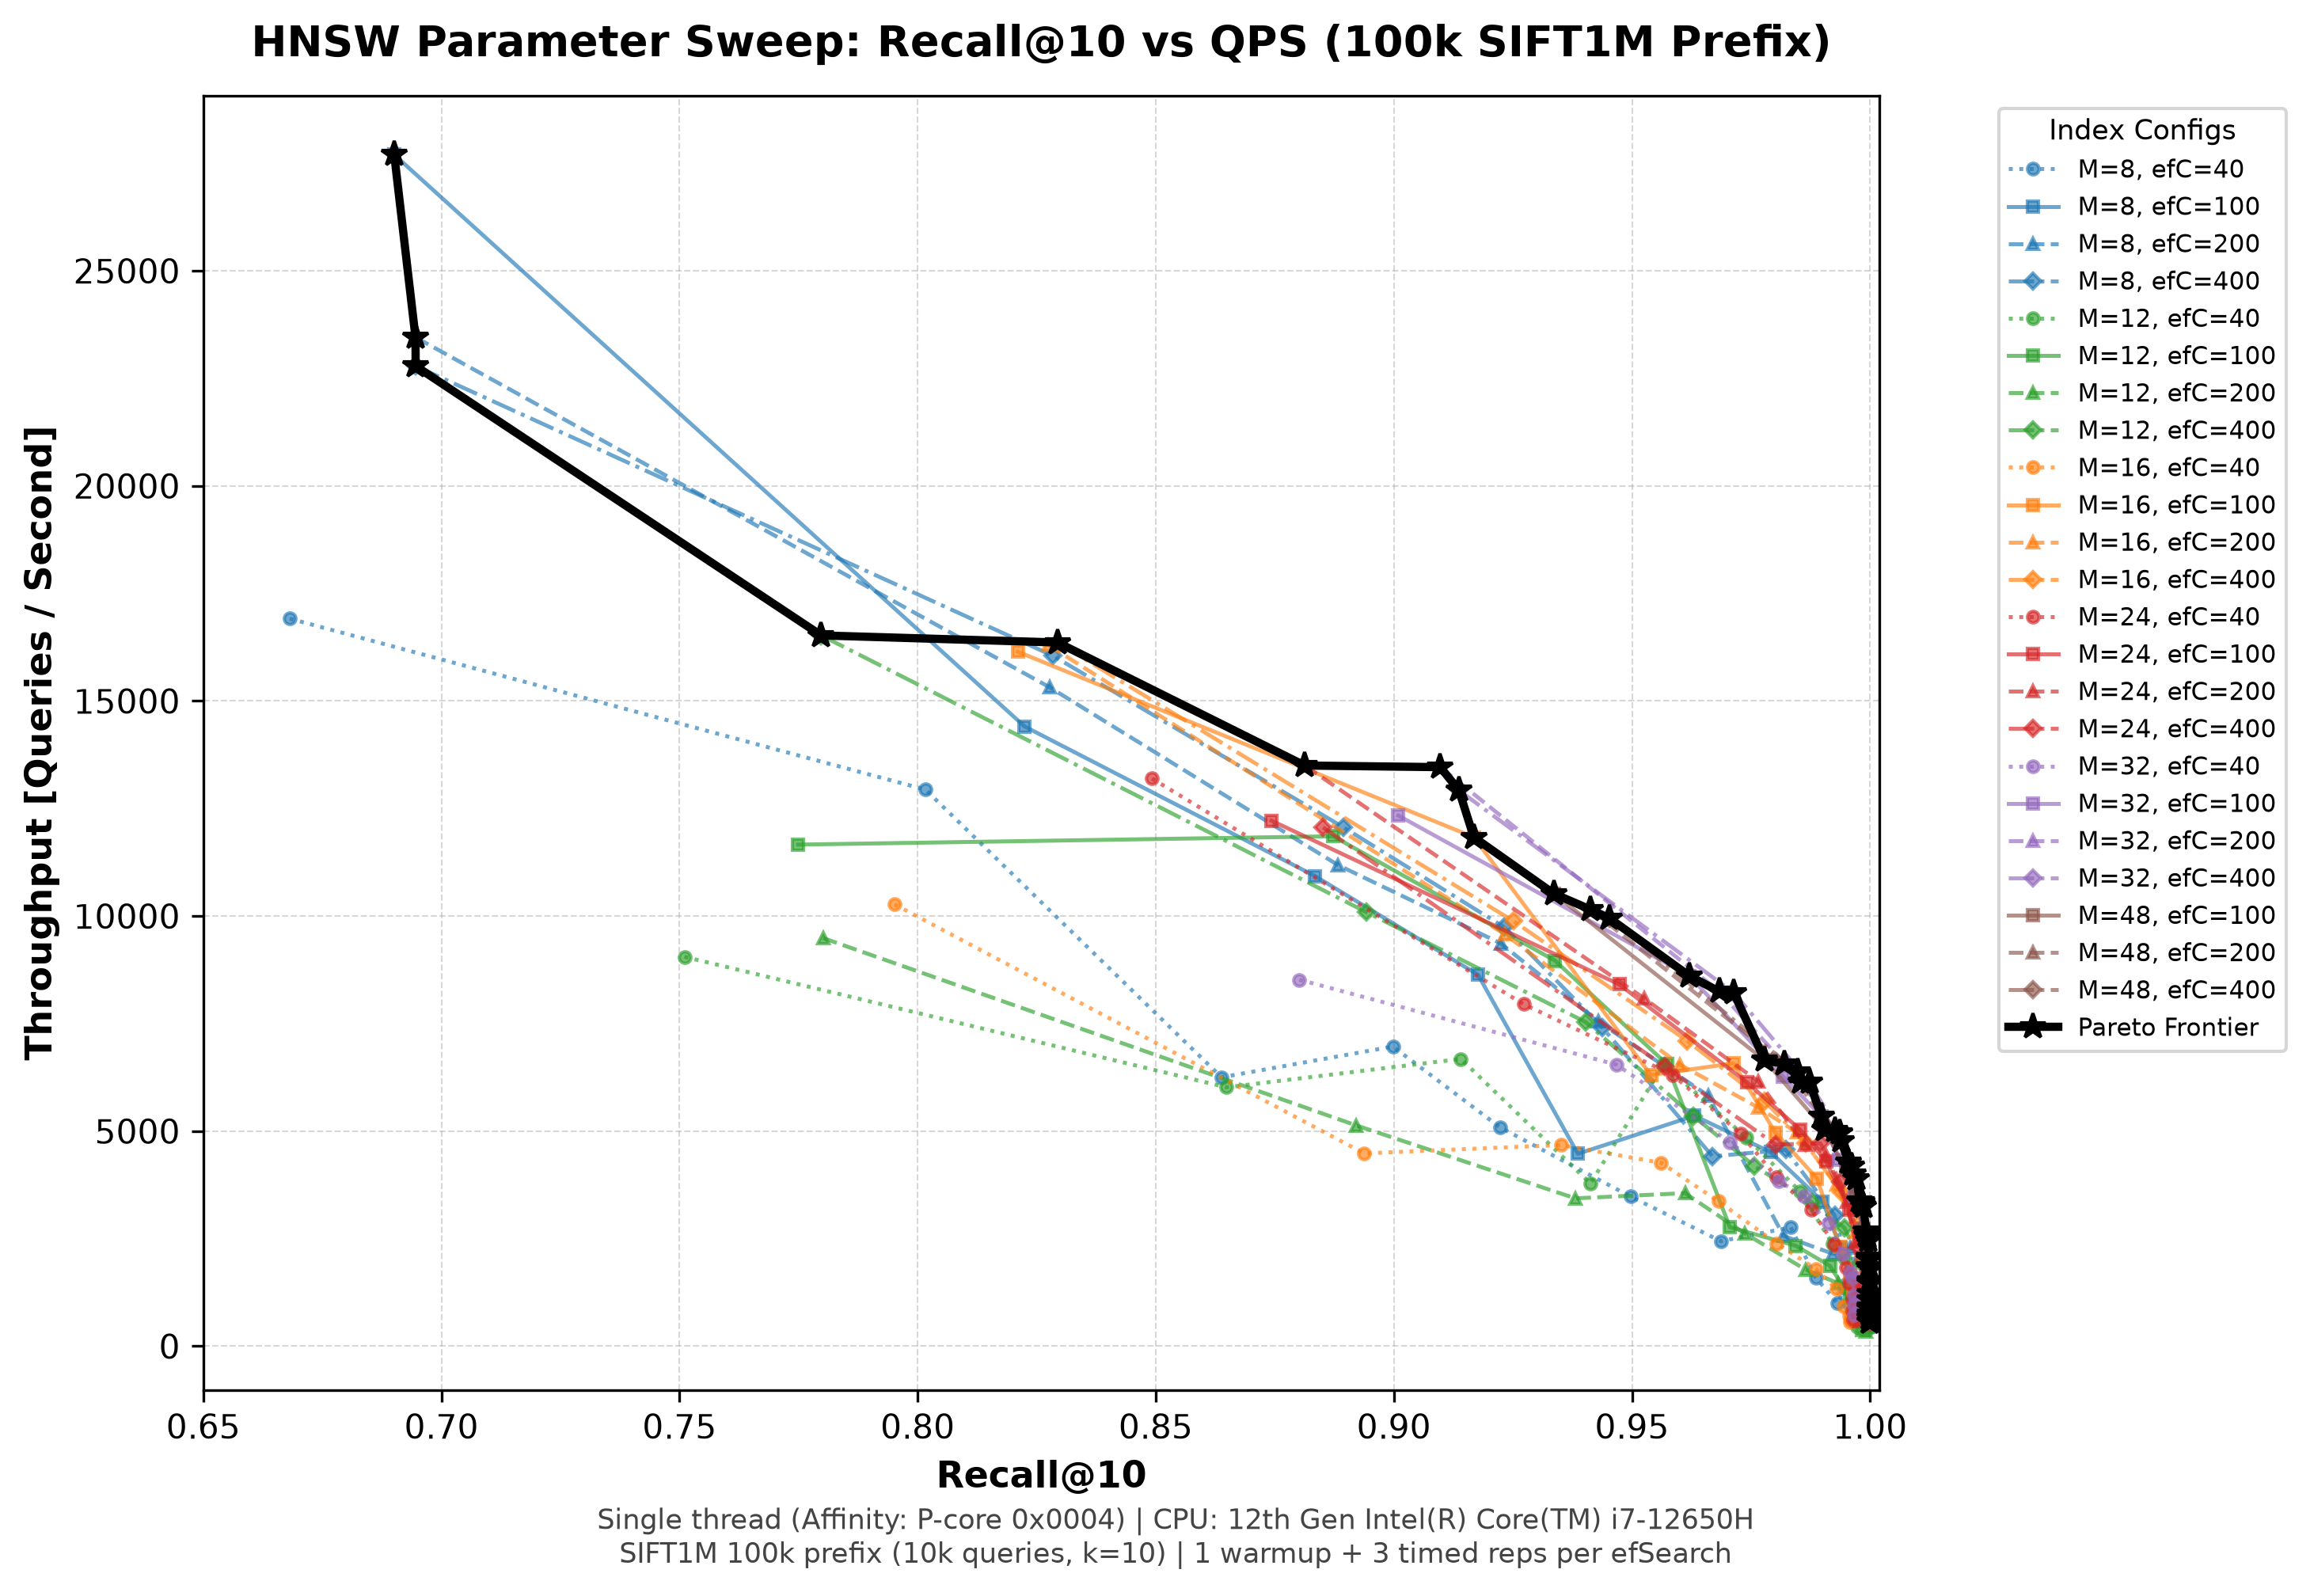 HNSW Parameter Sweep: Recall@10 vs QPS (100k SIFT1M Prefix)
Throughput [Queries / Second]
25000
20000
15000
10000
5000
0
0.65
0.70
0.75
0.80
0.85
0.90
0.95
1.00
Recall@10
Single thread (Affinity: P-core 0x0004) | CPU: 12th Gen Intel(R) Core(TM) i7-12650H
SIFT1M 100k prefix (10k queries, k=10) | 1 warmup + 3 timed reps per efSearch
Index Configs
M=8, efC=40
M=8, efC=100
M=8, efC=200
M=8, efC=400
M=12, efC=40
M=12, efC=100
M=12, efC=200
M=12, efC=400
M=16, efC=40
M=16, efC=100
M=16, efC=200
M=16, efC=400
M=24, efC=40
M=24, efC=100
M=24, efC=200
M=24, efC=400
M=32, efC=40
M=32, efC=100
M=32, efC=200
M=32, efC=400
M=48, efC=100
M=48, efC=200
M=48, efC=400
Pareto Frontier